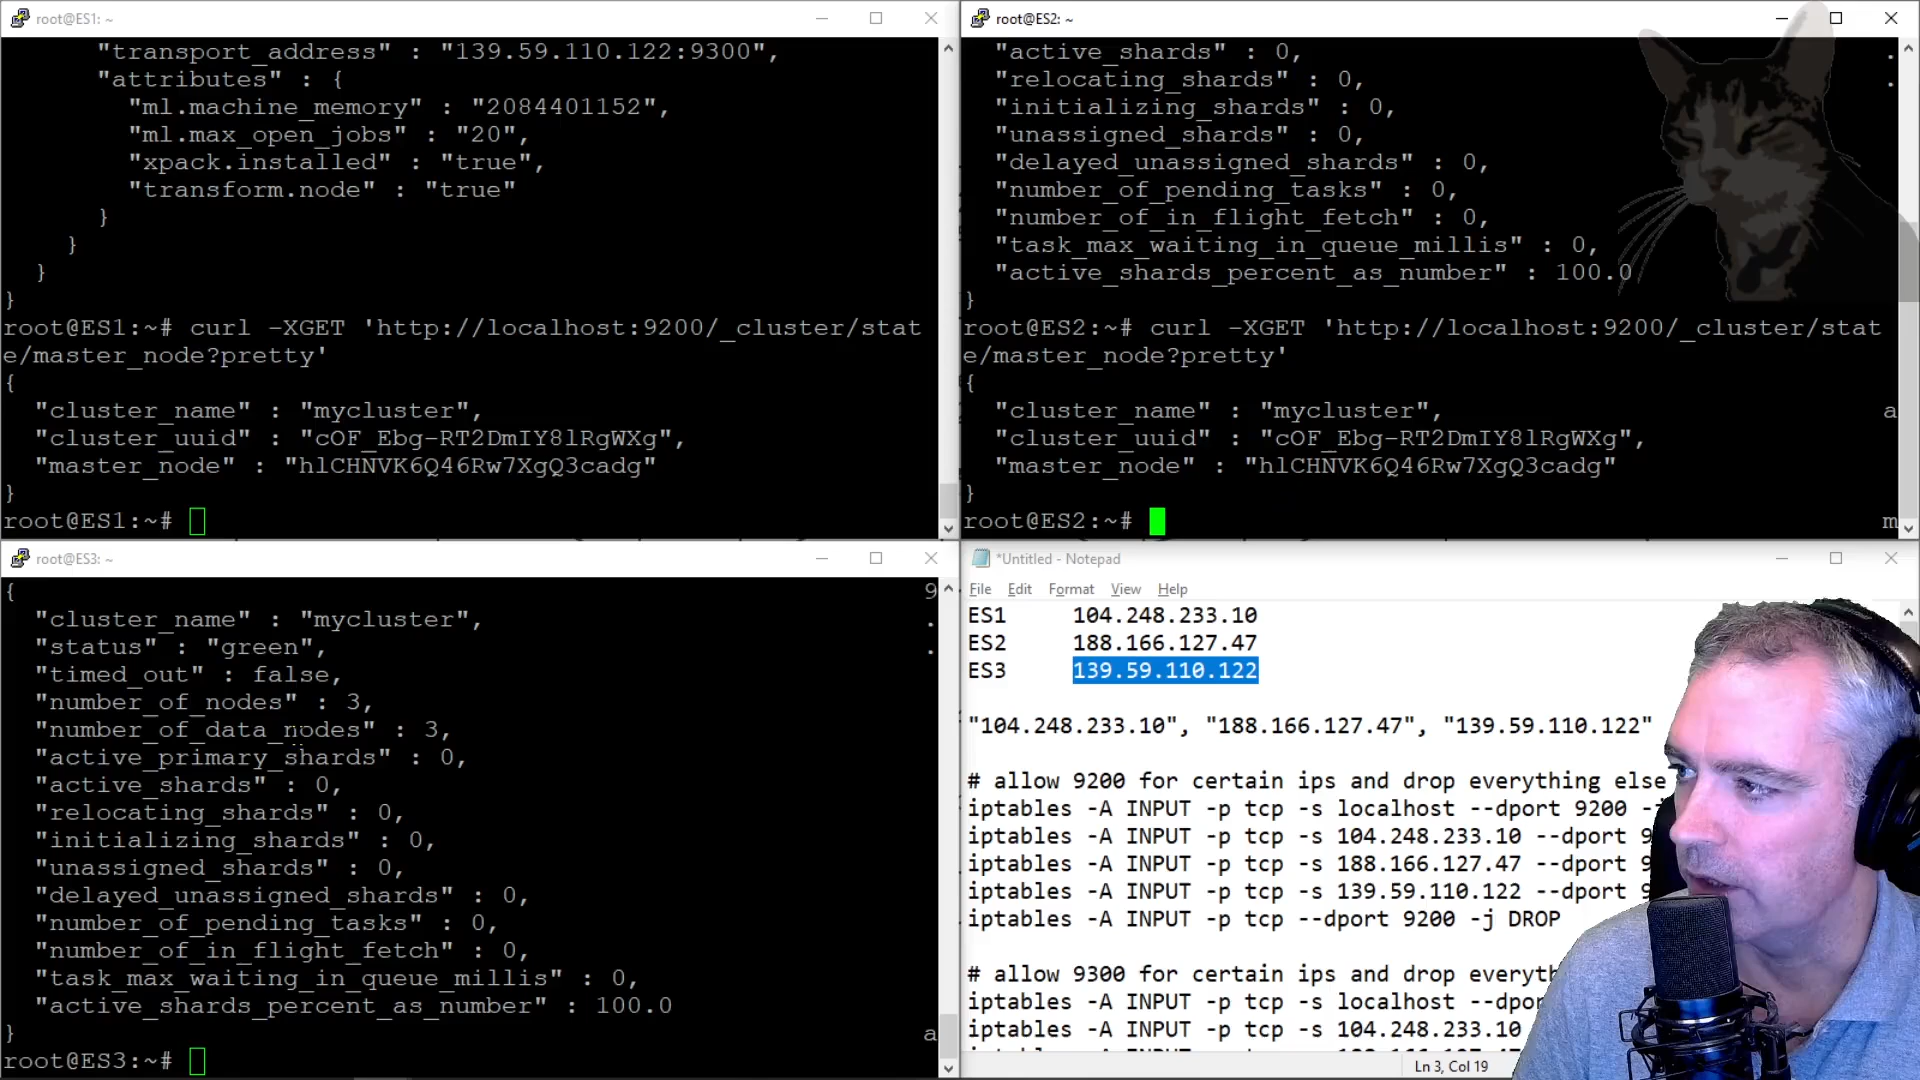 root@ES1: ~
"transport_address" : "139.59.110.122:9300",
"attributes" : {
"ml.machine_memory" : "2084401152",
"ml.max_open_jobs" : "20",
"xpack.installed" : "true",
"transform.node" : "true"
}
}
}
}
root@ES1:~# curl -XGET 'http://localhost:9200/_cluster/stat
e/master_node?pretty'
{
"cluster_name" : "mycluster",
"cluster_uuid" : "cOF_Ebg-RT2DmIY8lRgWXg",
"master_node" : "hlCHNVK6Q46Rw7XgQ3cadg"
}
root@ES1:~#
root@ES2: ~
"active_shards" : 0,
"relocating_shards" : 0,
"initializing_shards" : 0,
"unassigned_shards" : 0,
"delayed_unassigned_shards" : 0,
"number_of_pending_tasks" : 0,
"number_of_in_flight_fetch" : 0,
"task_max_waiting_in_queue_millis" : 0,
"active_shards_percent_as_number" : 100.0
}
root@ES2:~# curl -XGET 'http://localhost:9200/_cluster/stat
e/master_node?pretty'
{
"cluster_name" : "mycluster",
"cluster_uuid" : "cOF_Ebg-RT2DmIY8lRgWXg",
"master_node" : "hlCHNVK6Q46Rw7XgQ3cadg"
}
root@ES2:~#
root@ES3: ~
{
"cluster_name" : "mycluster",
"status" : "green",
"timed_out" : false,
"number_of_nodes" : 3,
"number_of_data_nodes" : 3,
"active_primary_shards" : 0,
"active_shards" : 0,
"relocating_shards" : 0,
"initializing_shards" : 0,
"unassigned_shards" : 0,
"delayed_unassigned_shards" : 0,
"number_of_pending_tasks" : 0,
"number_of_in_flight_fetch" : 0,
"task_max_waiting_in_queue_millis" : 0,
"active_shards_percent_as_number" : 100.0
}
root@ES3:~#
*Untitled - Notepad
File Edit Format View Help
ES1 104.248.233.10
ES2 188.166.127.47
ES3 139.59.110.122
"104.248.233.10", "188.166.127.47", "139.59.110.122"
# allow 9200 for certain ips and drop everything else
iptables -A INPUT -p tcp -s localhost --dport 9200
iptables -A INPUT -p tcp -s 104.248.233.10 --dport
iptables -A INPUT -p tcp -s 188.166.127.47 --dport
iptables -A INPUT -p tcp -s 139.59.110.122 --dport
iptables -A INPUT -p tcp --dport 9200 -j DROP
# allow 9300 for certain ips and drop
iptables -A INPUT -p tcp -s localhost
iptables -A INPUT -p tcp -s 104.248.233.10
Ln 3, Col 19